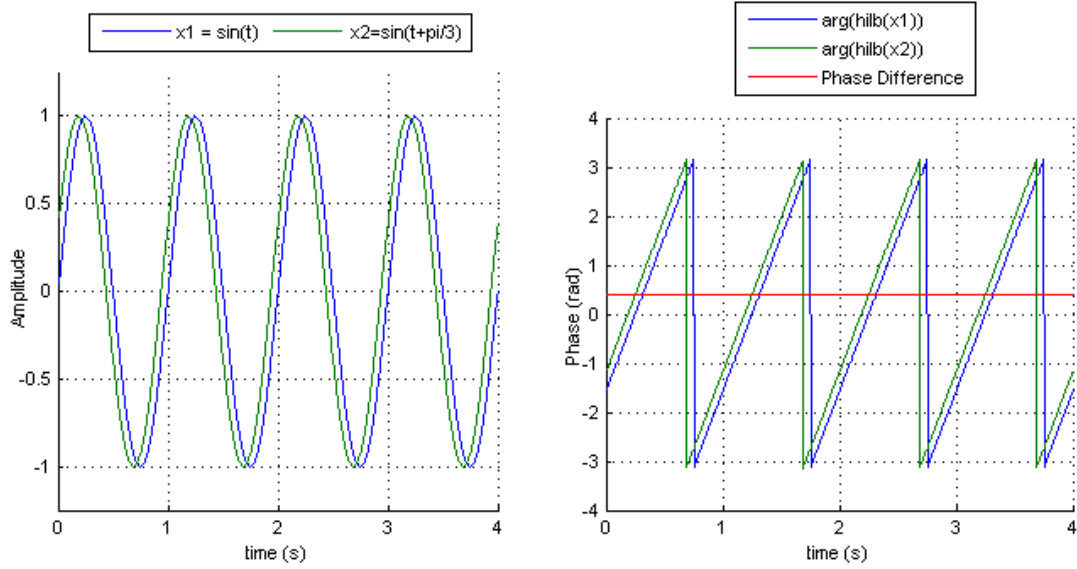 x1 = sin(t) x2=sin(t+pi/3)
1
0.5
0
-0.5
-1
Amplitude
0 1 2 3 4
time (s)
arg(hilb(x1))
arg(hilb(x2))
Phase Difference
4
3
2
1
0
-1
-2
-3
-4
Phase (rad)
0 1 2 3 4
time (s)